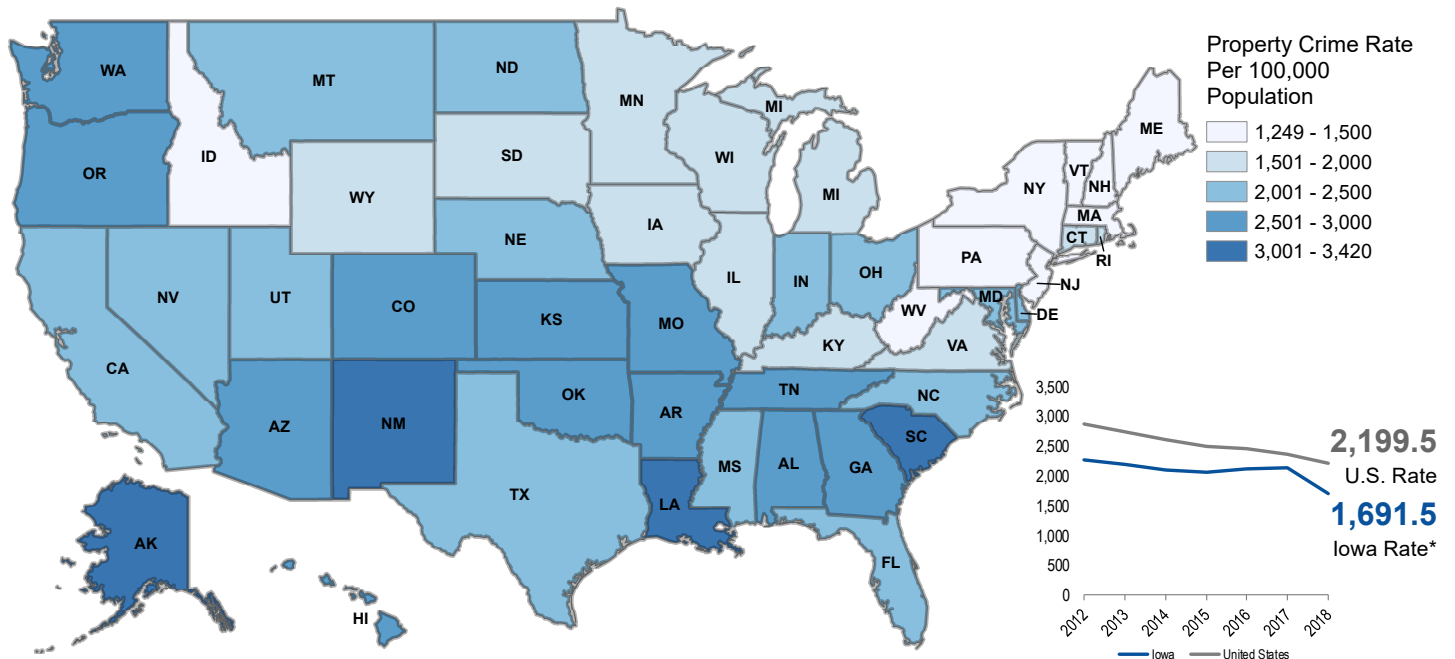 Property Crime Rate
Per 100,000
Population
1,249 - 1,500
1,501 - 2,000
2,001 - 2,500
2,501 - 3,000
3,001 - 3,420
WA
MT
ND
MN
MI
ME
ID
SD
WI
VT
NH
OR
WY
NY
MI
MA
IA
CT
RI
NE
PA
NJ
NV
UT
IL
IN
OH
MD
DE
CO
WV
KS
MO
KY
VA
CA
TN
NC
OK
AR
AZ
NM
SC
MS
AL
GA
TX
LA
AK
FL
HI
3,500
3,000
2,500
2,000
1,500
1,000
500
0
2012
2013
2014
2015
2016
2017
2018
2,199.5
U.S. Rate
1,691.5
Iowa Rate*
Iowa
United States